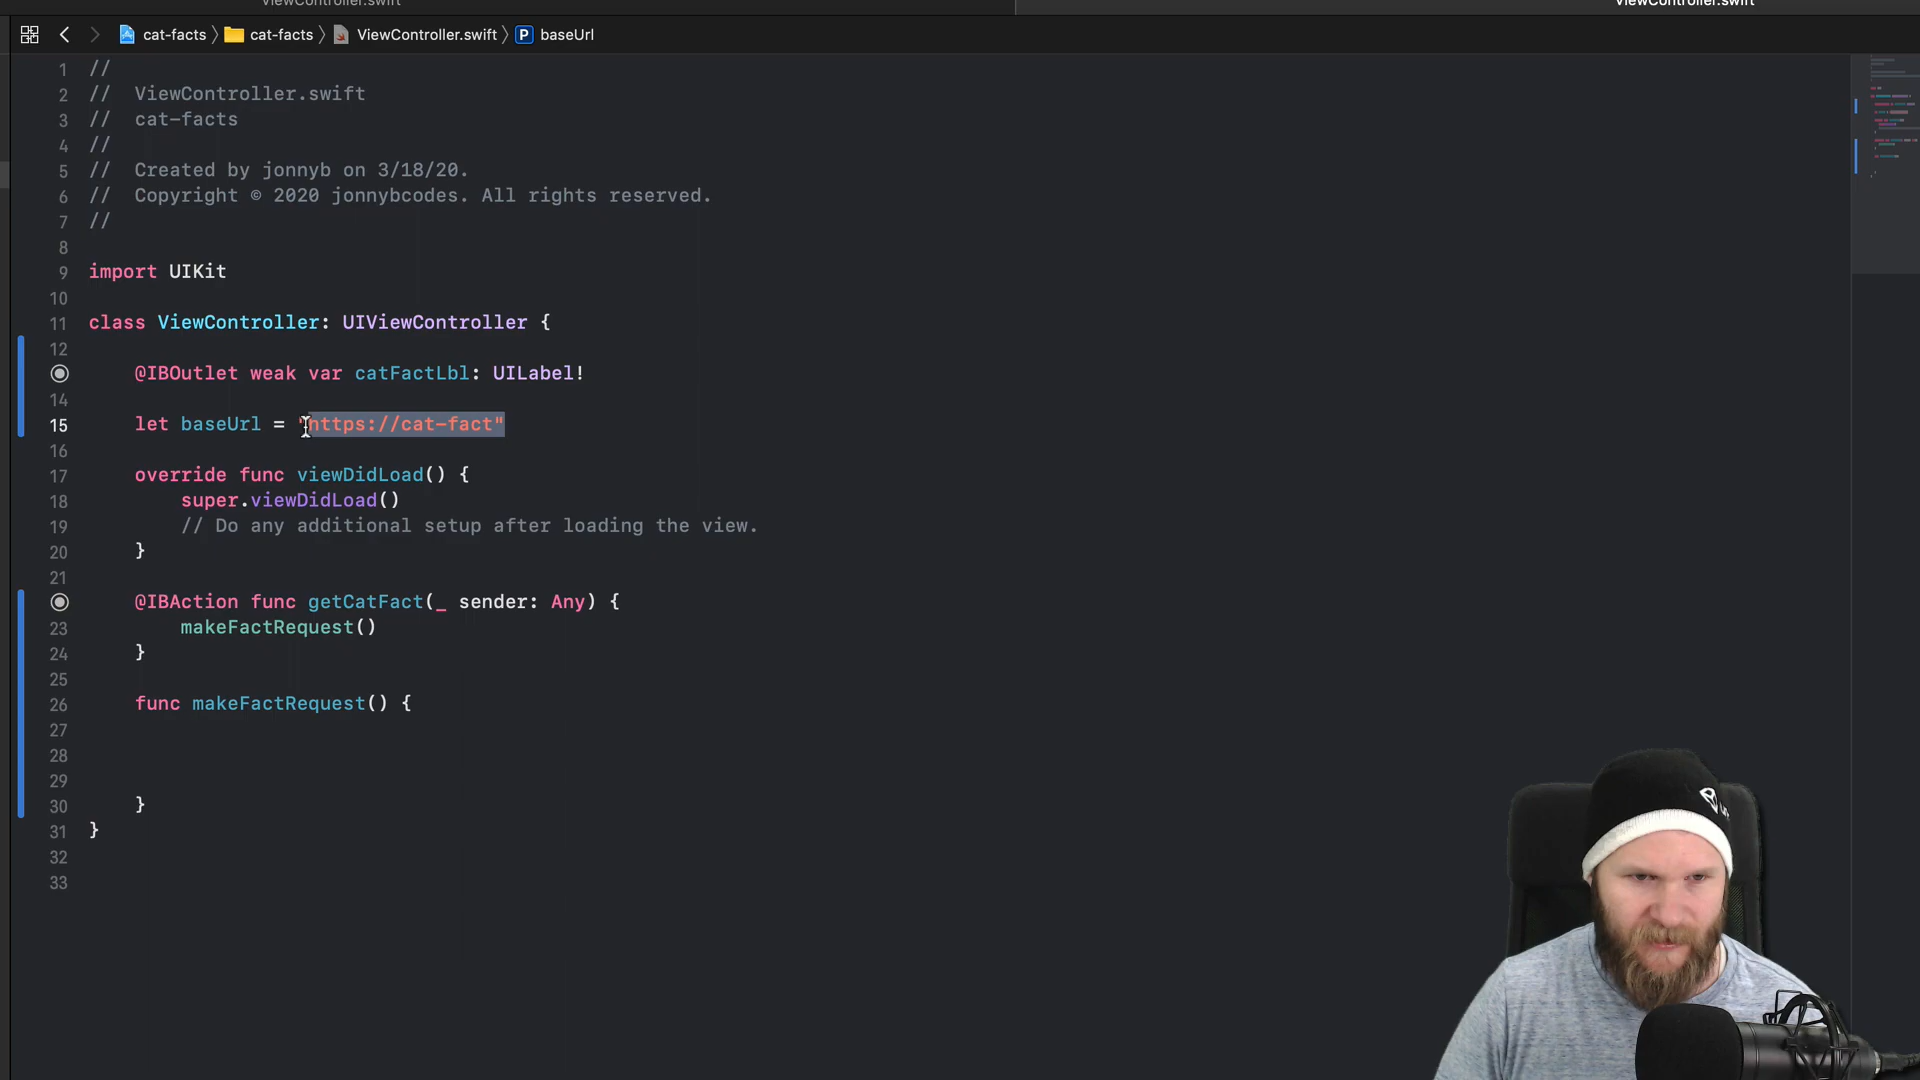 ViewController.swift ViewController.swift
cat-facts 〉 cat-facts 〉 ViewController.swift 〉 P baseUrl
1 //
2 //  ViewController.swift
3 //  cat-facts
4 //
5 //  Created by jonnyb on 3/18/20.
6 //  Copyright © 2020 jonnybcodes. All rights reserved.
7 //
8
9 import UIKit
10
11 class ViewController: UIViewController {
12
@IBOutlet weak var catFactLbl: UILabel!
14
15 let baseUrl = "https://cat-fact"
16
17 override func viewDidLoad() {
18 super.viewDidLoad()
19 // Do any additional setup after loading the view.
20 }
21
@IBAction func getCatFact(_ sender: Any) {
23 makeFactRequest()
24 }
25
26 func makeFactRequest() {
27
28
29
30 }
31 }
32
33